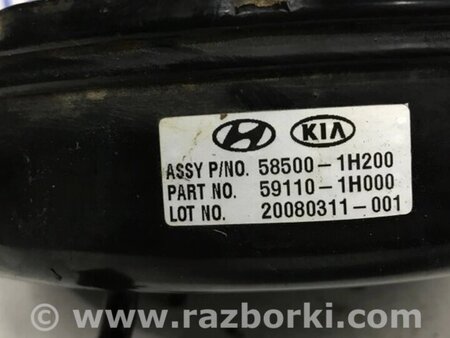 KIA
ASSY P/NO. 58500-1H200
PART NO. 59110-1H000
LOT NO. 20080311-001
© www.razborki.com